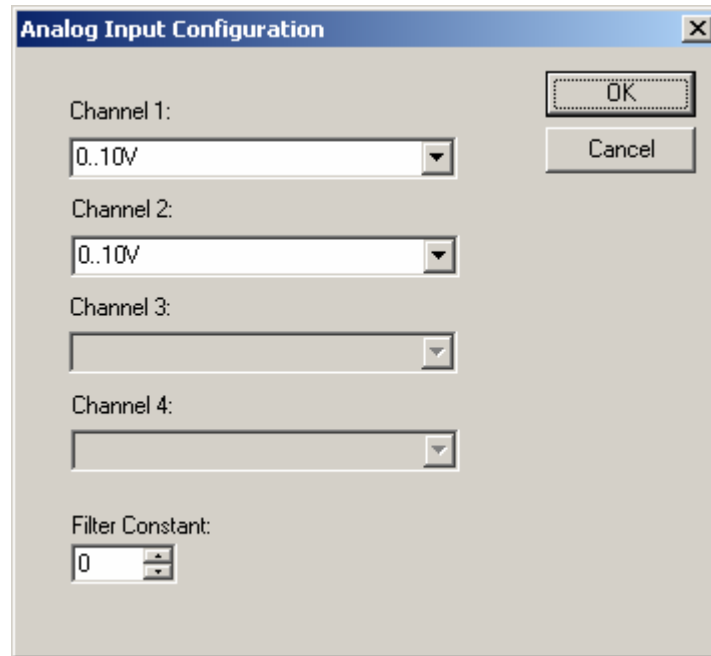 Analog Input Configuration
OK
Channel 1:
0..10V
Cancel
Channel 2:
0..10V
Channel 3:
Channel 4:
Filter Constant:
0